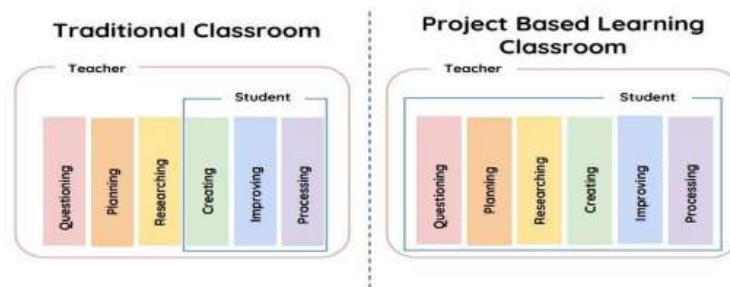 Traditional Classroom
Teacher
Student
Questioning
Planning
Researching
Creating
Improving
Processing
Project Based Learning
Classroom
Teacher
Student
Questioning
Planning
Researching
Creating
Improving
Processing